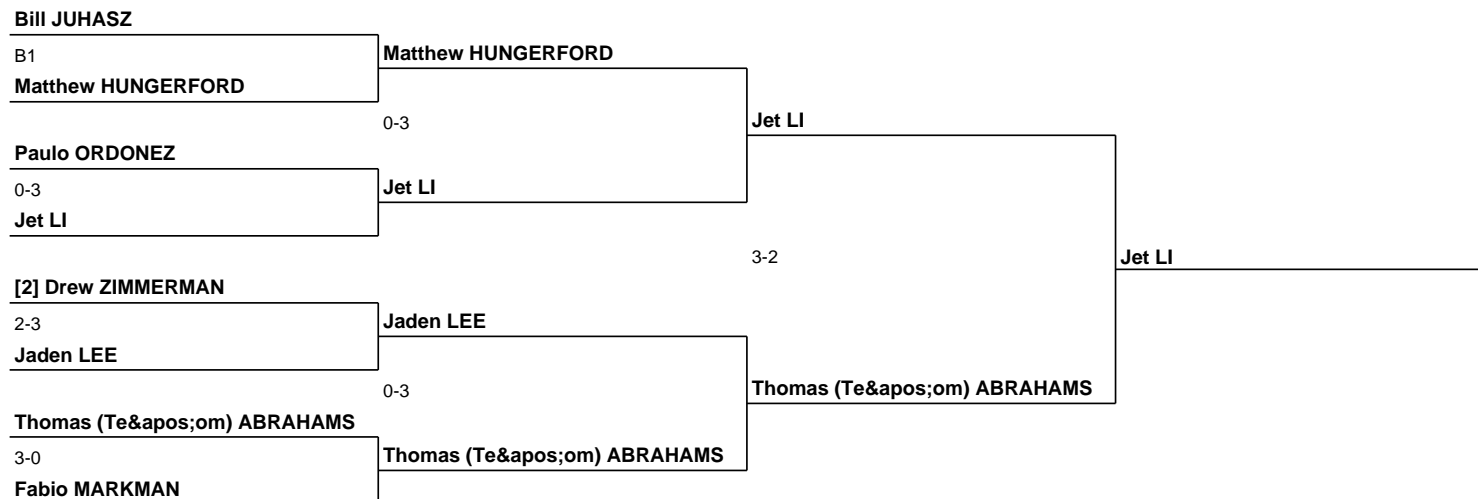 Bill JUHASZ
B1
Matthew HUNGERFORD
Matthew HUNGERFORD
0-3
Jet LI
Paulo ORDONEZ
0-3
Jet LI
Jet LI
3-2
Jet LI
[2] Drew ZIMMERMAN
2-3
Jaden LEE
Jaden LEE
0-3
Thomas (Te&apos;om) ABRAHAMS
Thomas (Te&apos;om) ABRAHAMS
3-0
Thomas (Te&apos;om) ABRAHAMS
Fabio MARKMAN